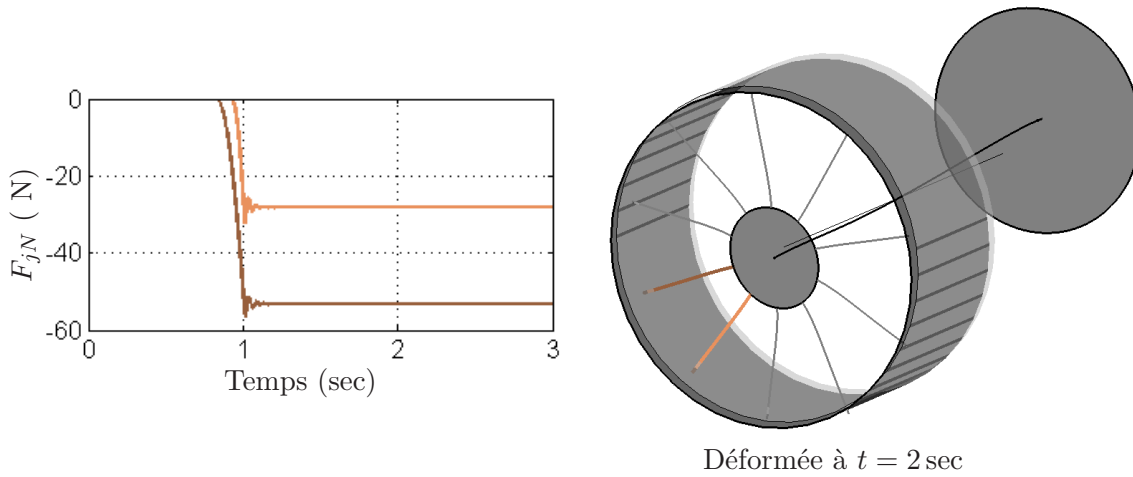 0
-20
-40
-60
0 1 2 3
F_{jN} ( N)
Temps (sec)
Déformée à t = 2 sec